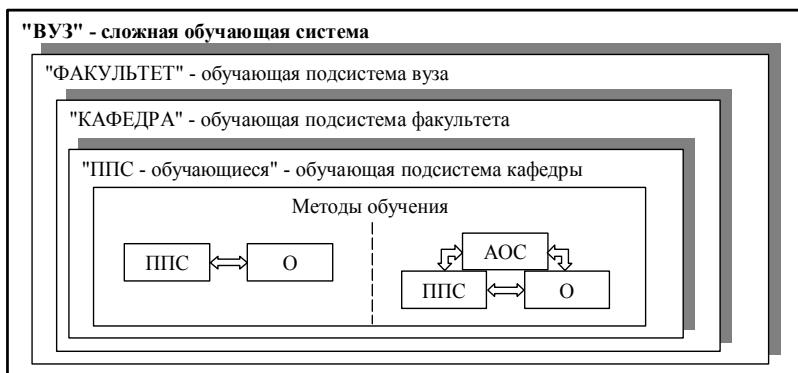 "ВУЗ" - сложная обучающая система
"ФАКУЛЬТЕТ" - обучающая подсистема вуза
"КАФЕДРА" - обучающая подсистема факультета
"ППС - обучающиеся" - обучающая подсистема кафедры
Методы обучения
ППС
О
АОС
ППС
О